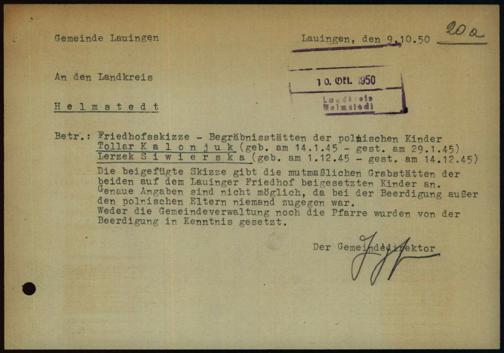 Gemeinde Lauingen
Lauingen, den 9.10.50
20a
An den Landkreis
10. Okt. 1950
Landkreis
Helmstedt
H e l m s t e d t
Betr.: Friedhofsskizze - Begräbnisstätten der polnischen Kinder
Tollar K a l o n j u k (geb. am 14.1.45 - gest. am 29.1.45)
Lerzek S i w i e r s k a (geb. am 1.12.45 - gest. am 14.12.45)
Die beigefügte Skizze gibt die mutmaßlichen Grabstätten der
beiden auf dem Lauinger Friedhof beigesetzten Kinder an.
Genaue Angaben sind nicht möglich, da bei der Beerdigung außer
den polnischen Eltern niemand zugegen war.
Weder die Gemeindeverwaltung noch die Pfarre wurden von der
Beerdigung in Kenntnis gesetzt.
Der Gemeindedirektor